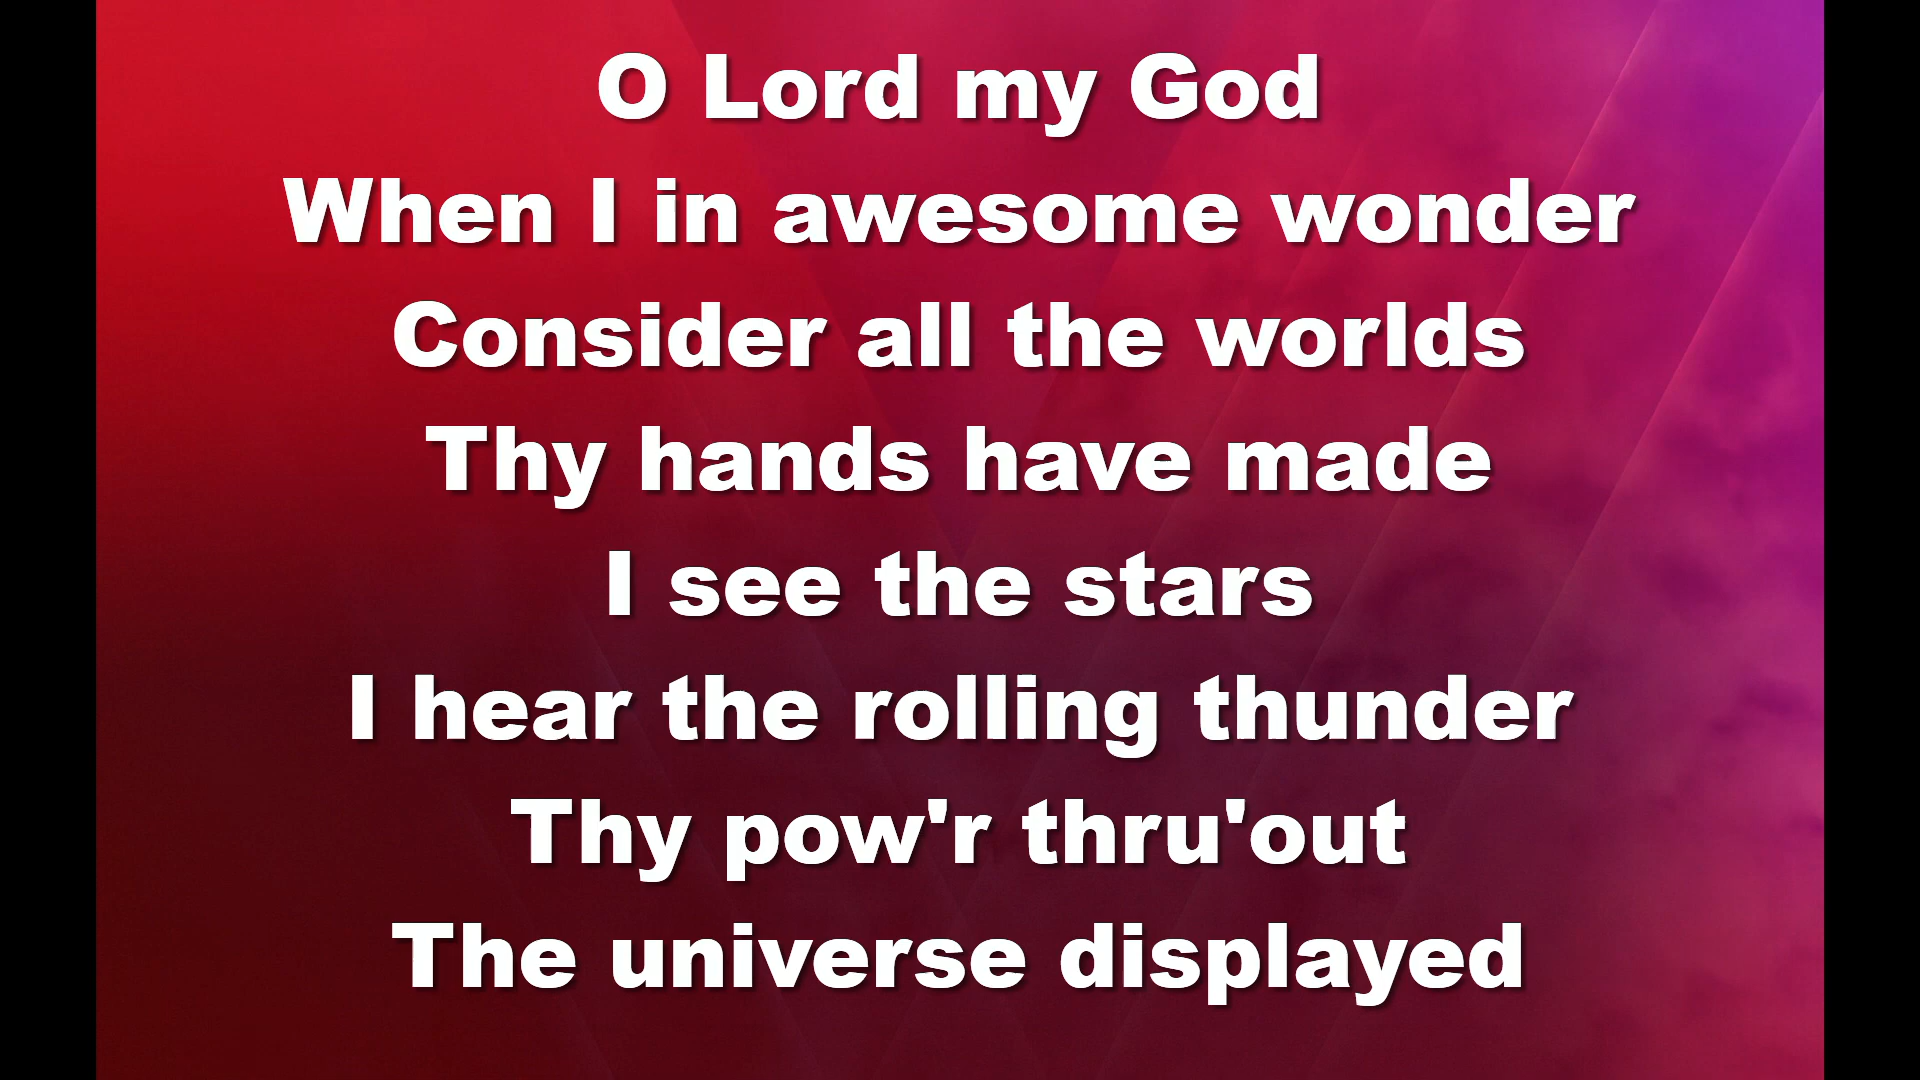 O Lord my God
When I in awesome wonder
Consider all the worlds
Thy hands have made
I see the stars
I hear the rolling thunder
Thy pow'r thru'out
The universe displayed